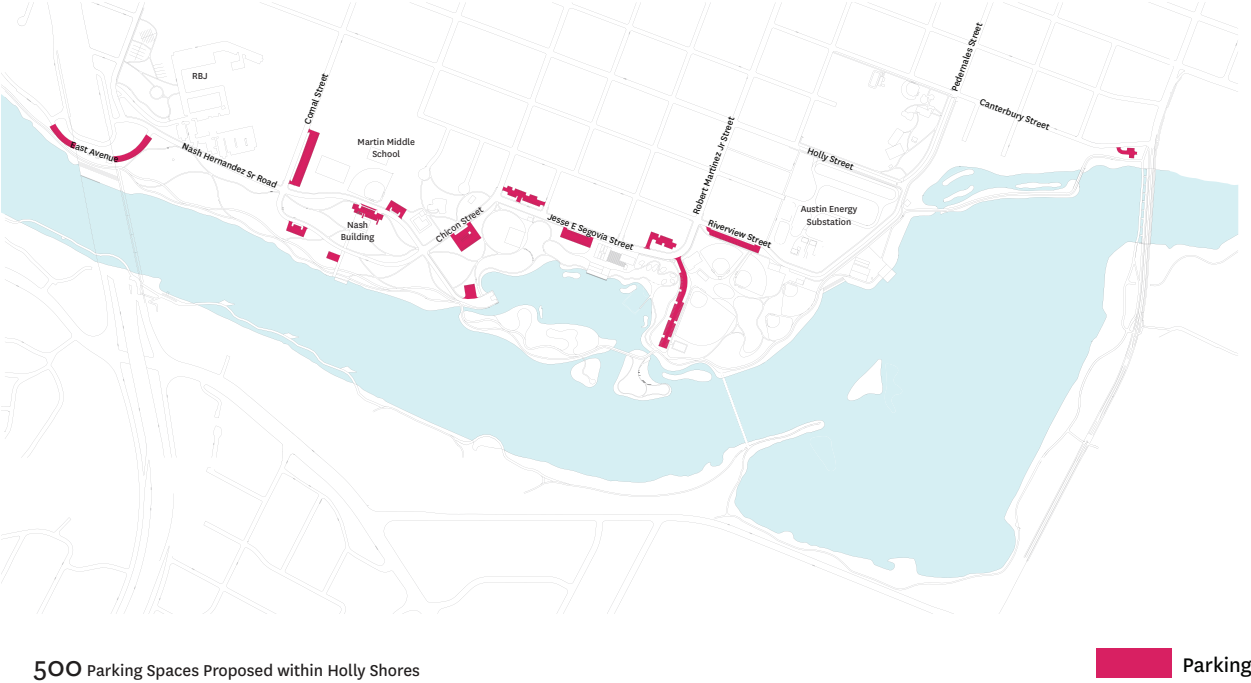 Pedernales Street
RBJ
Comal Street
Canterbury Street
Martin Middle
School
East Avenue
Nash Hernandez Sr Road
Robert Martinez Jr Street
Holly Street
Austin Energy
Substation
Chicon Street
Nash
Building
Jesse E Segovia Street
Riverview Street
500 Parking Spaces Proposed within Holly Shores
Parking